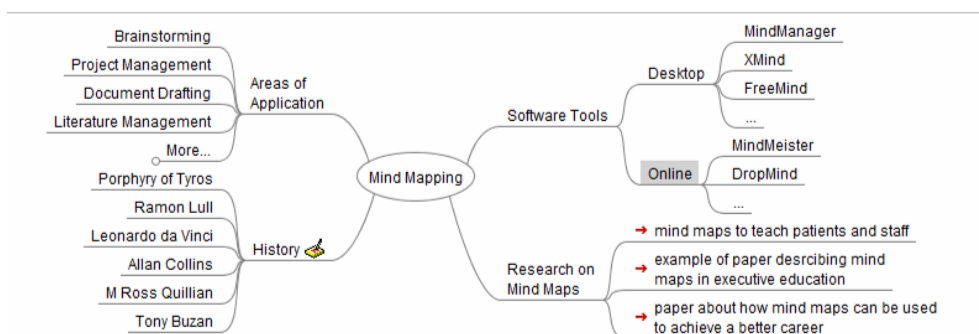 Brainstorming
Project Management
Document Drafting
Literature Management
More...
Areas of
Application
Porphyry of Tyros
Ramon Lull
Leonardo da Vinci
Allan Collins
M Ross Quillian
Tony Buzan
History
Mind Mapping
Software Tools
Desktop
MindManager
XMind
FreeMind
...
Online
MindMeister
DropMind
...
Research on
Mind Maps
mind maps to teach patients and staff
example of paper desrcibing mind
maps in executive education
paper about how mind maps can be used
to achieve a better career